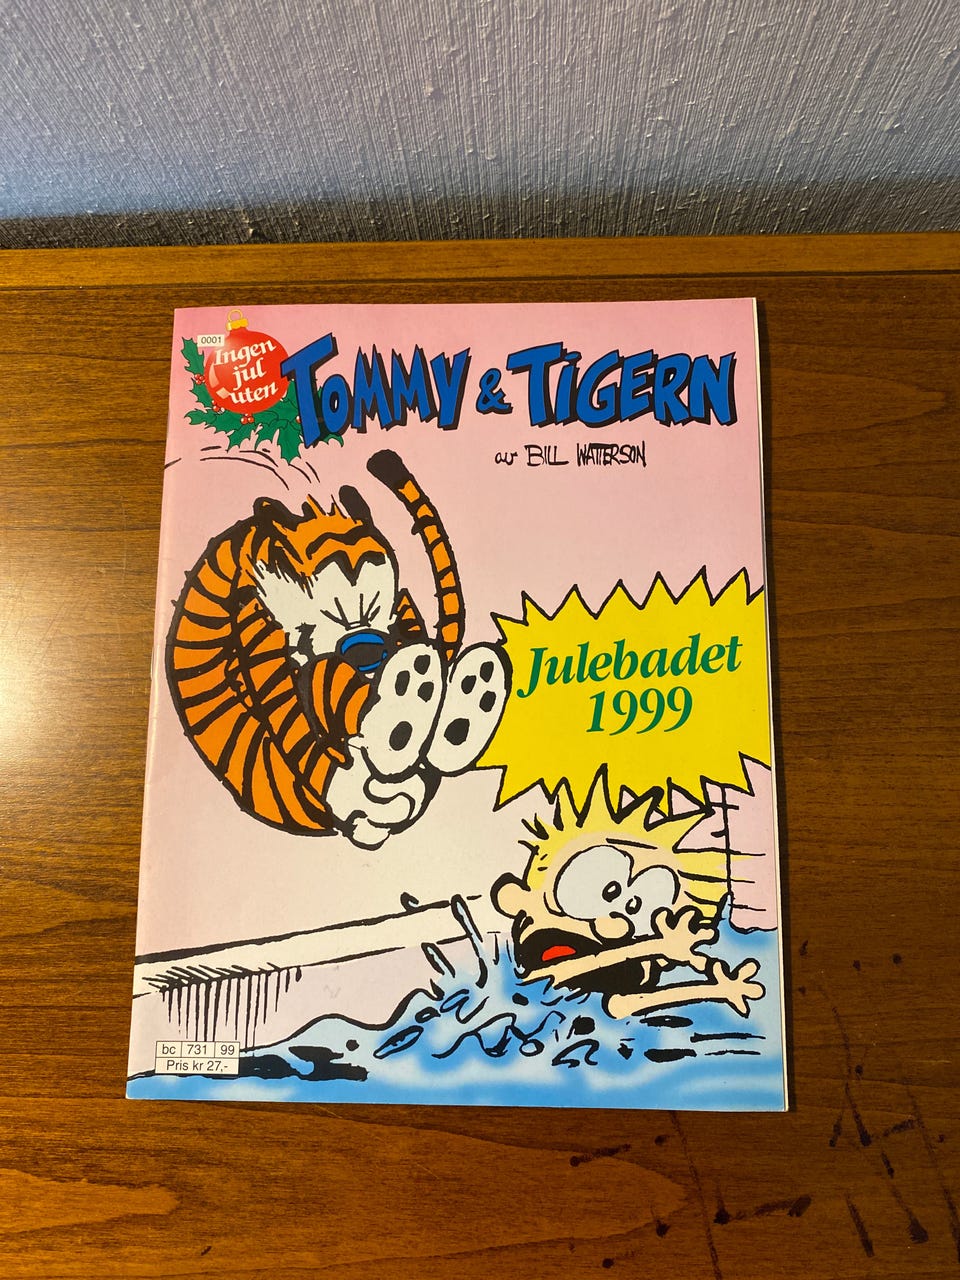 0001
Ingen
jul
uten
TOMMY & TIGERN
av BILL WATTERSON
Julebadet
1999
bc 731 99
Pris kr 27,-